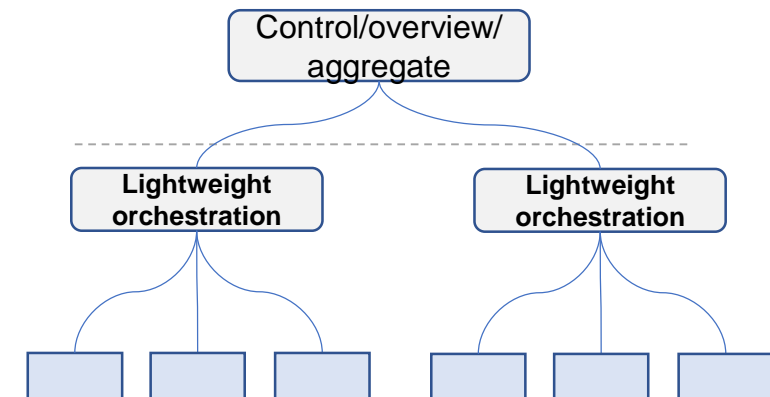 Control/overview/
aggregate
Lightweight
orchestration
Lightweight
orchestration